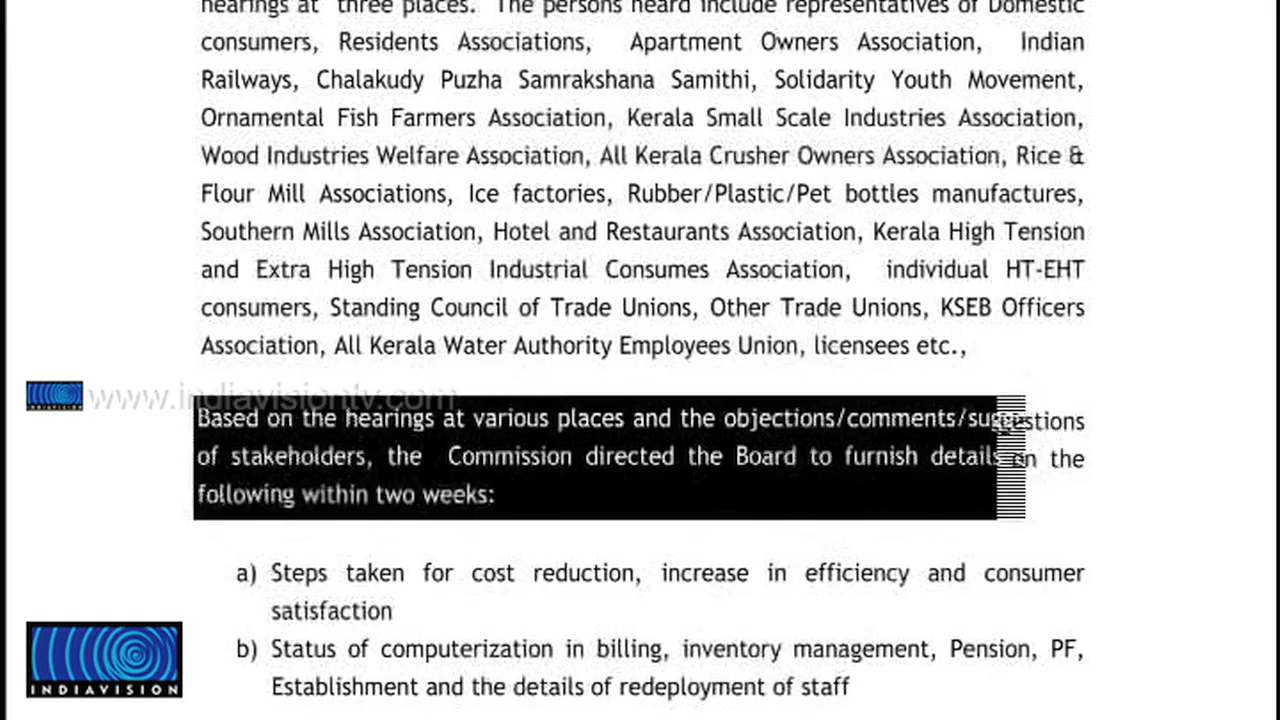 hearings at three places. The persons heard include representatives of Domestic
consumers, Residents Associations, Apartment Owners Association, Indian
Railways, Chalakudy Puzha Samrakshana Samithi, Solidarity Youth Movement,
Ornamental Fish Farmers Association, Kerala Small Scale Industries Association,
Wood Industries Welfare Association, All Kerala Crusher Owners Association, Rice &
Flour Mill Associations, Ice factories, Rubber/Plastic/Pet bottles manufactures,
Southern Mills Association, Hotel and Restaurants Association, Kerala High Tension
and Extra High Tension Industrial Consumes Association, individual HT-EHT
consumers, Standing Council of Trade Unions, Other Trade Unions, KSEB Officers
Association, All Kerala Water Authority Employees Union, licensees etc.,
INDIAVISION www.indiavisiontv.com
Based on the hearings at various places and the objections/comments/suggestions
of stakeholders, the Commission directed the Board to furnish details on the
following within two weeks:
a) Steps taken for cost reduction, increase in efficiency and consumer
satisfaction
b) Status of computerization in billing, inventory management, Pension, PF,
Establishment and the details of redeployment of staff
INDIAVISION